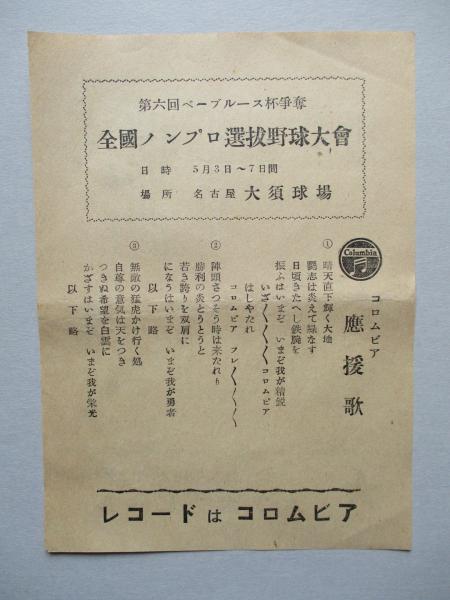 第六回ベーブルース杯爭奪
全國ノンプロ選拔野球大會
日時 5月3日～7日間
場所 名古屋 大須球場
Columbia
コロムビア
應援歌
① 晴天直下輝く大地
鬪志は炎えて綠なす
日頃きたへし鉄腕を
振ふはいまぞ いまぞ我が精鋭
いざ〱〱〱コロムビア
はしやだれ
コロムビア フレ〱〱〱
② 陣頭さつそう時は来たれり
勝利の炎とうとうと
若き誇りを双肩に
になうはいまぞ いまぞ我が勇者
以下略
③ 無敵の猛虎かけ行く処
自尊の意気は天をつき
つきぬ希望を白雲に
かざすはいまぞ いまぞ我が栄光
以下略
レコードは コロムビア